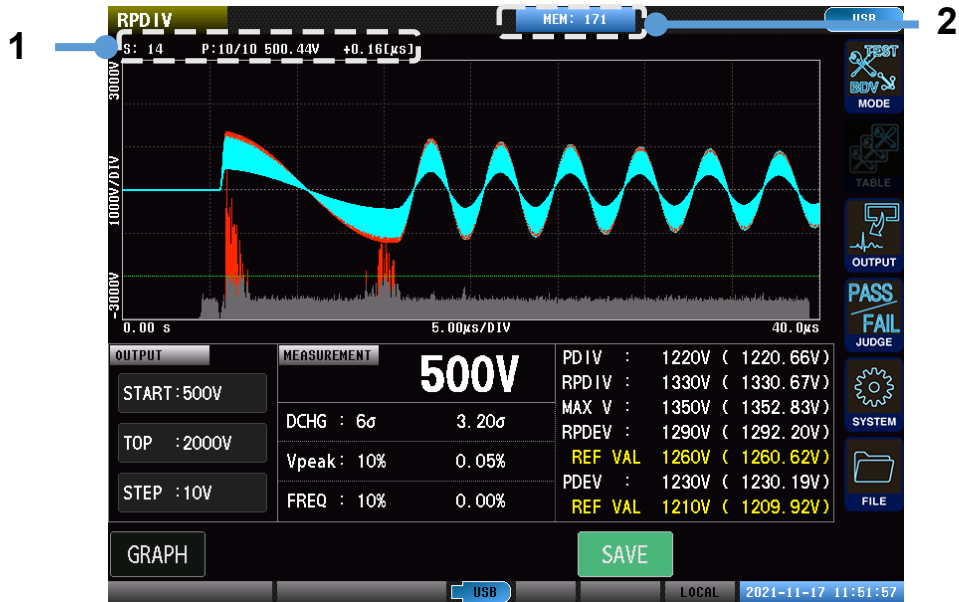 RPDIV
MEM: 171
USB
1
2
S: 14 P:10/10 500.44V +0.16[µs]
3000V
1000V/DIV
-3000V
0.00 s 5.00µs/DIV 40.0µs
TEST
BDV
MODE
TABLE
OUTPUT
PASS
FAIL
JUDGE
SYSTEM
FILE
OUTPUT
START:500V
TOP :2000V
STEP :10V
MEASUREMENT
500V
DCHG : 6σ 3.20σ
Vpeak: 10% 0.05%
FREQ : 10% 0.00%
PDIV : 1220V ( 1220.66V)
RPDIV : 1330V ( 1330.67V)
MAX V : 1350V ( 1352.83V)
RPDEV : 1290V ( 1292.20V)
REF VAL 1260V ( 1260.62V)
PDEV : 1230V ( 1230.19V)
REF VAL 1210V ( 1209.92V)
GRAPH
SAVE
USB
LOCAL
2021-11-17 11:51:57